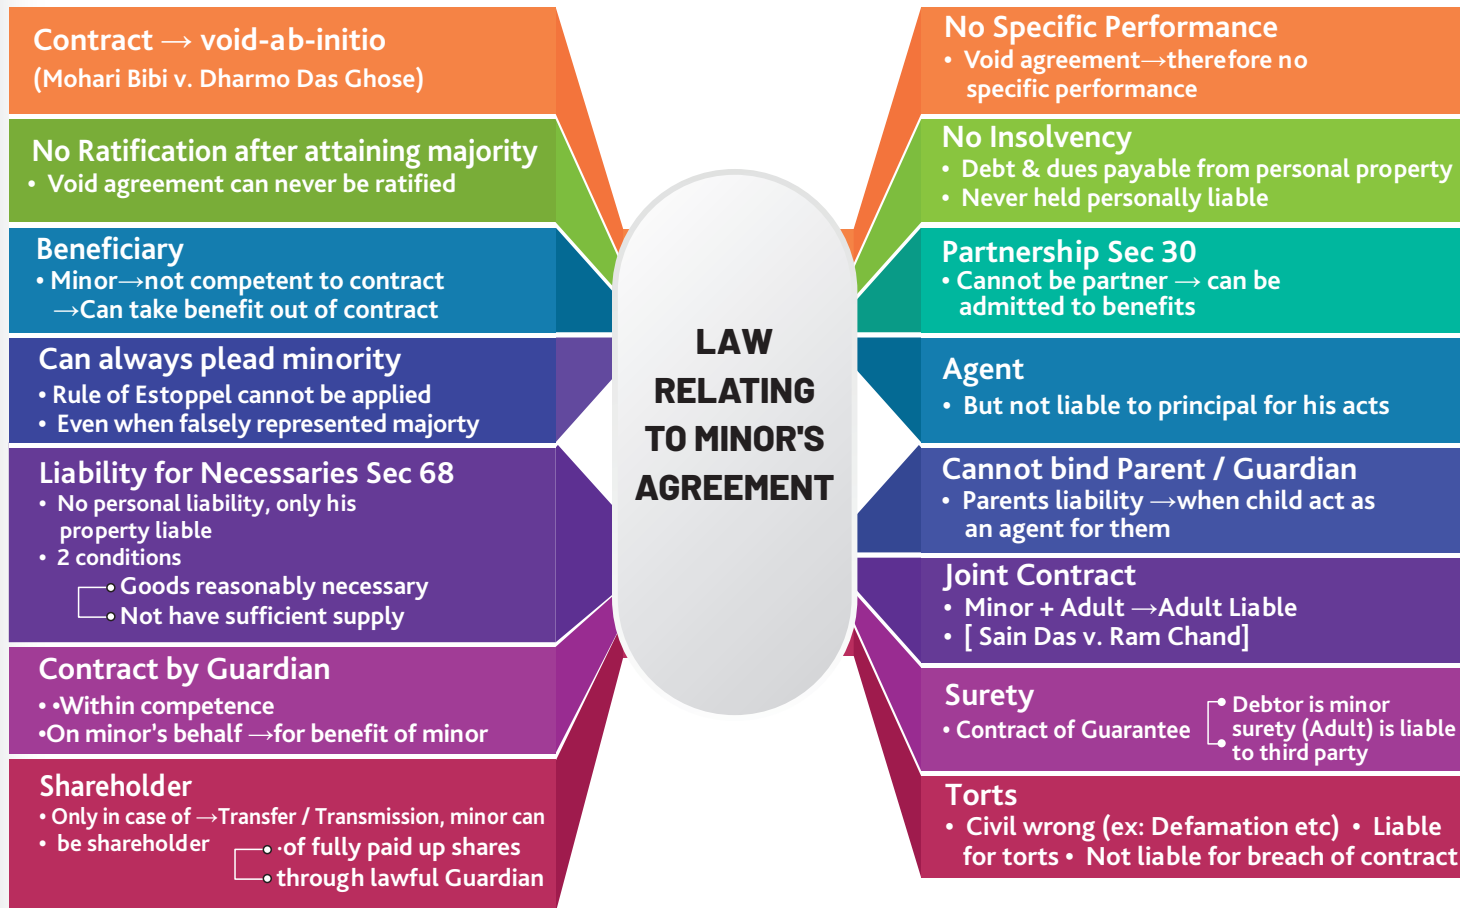 Contract → void-ab-initio
(Mohari Bibi v. Dharmo Das Ghose)
No Ratification after attaining majority
• Void agreement can never be ratified
Beneficiary
• Minor→not competent to contract
→Can take benefit out of contract
Can always plead minority
• Rule of Estoppel cannot be applied
• Even when falsely represented majorty
Liability for Necessaries Sec 68
• No personal liability, only his
property liable
• 2 conditions
Goods reasonably necessary
Not have sufficient supply
Contract by Guardian
• •Within competence
•On minor’s behalf →for benefit of minor
Shareholder
• Only in case of →Transfer / Transmission, minor can
• be shareholder
·of fully paid up shares
through lawful Guardian
LAW
RELATING
TO MINOR'S
AGREEMENT
No Specific Performance
• Void agreement→therefore no
specific performance
No Insolvency
• Debt & dues payable from personal property
• Never held personally liable
Partnership Sec 30
• Cannot be partner → can be
admitted to benefits
Agent
• But not liable to principal for his acts
Cannot bind Parent / Guardian
• Parents liability →when child act as
an agent for them
Joint Contract
• Minor + Adult →Adult Liable
• [ Sain Das v. Ram Chand]
Surety
• Contract of Guarantee
Debtor is minor
surety (Adult) is liable
to third party
Torts
• Civil wrong (ex: Defamation etc) • Liable
for torts • Not liable for breach of contract